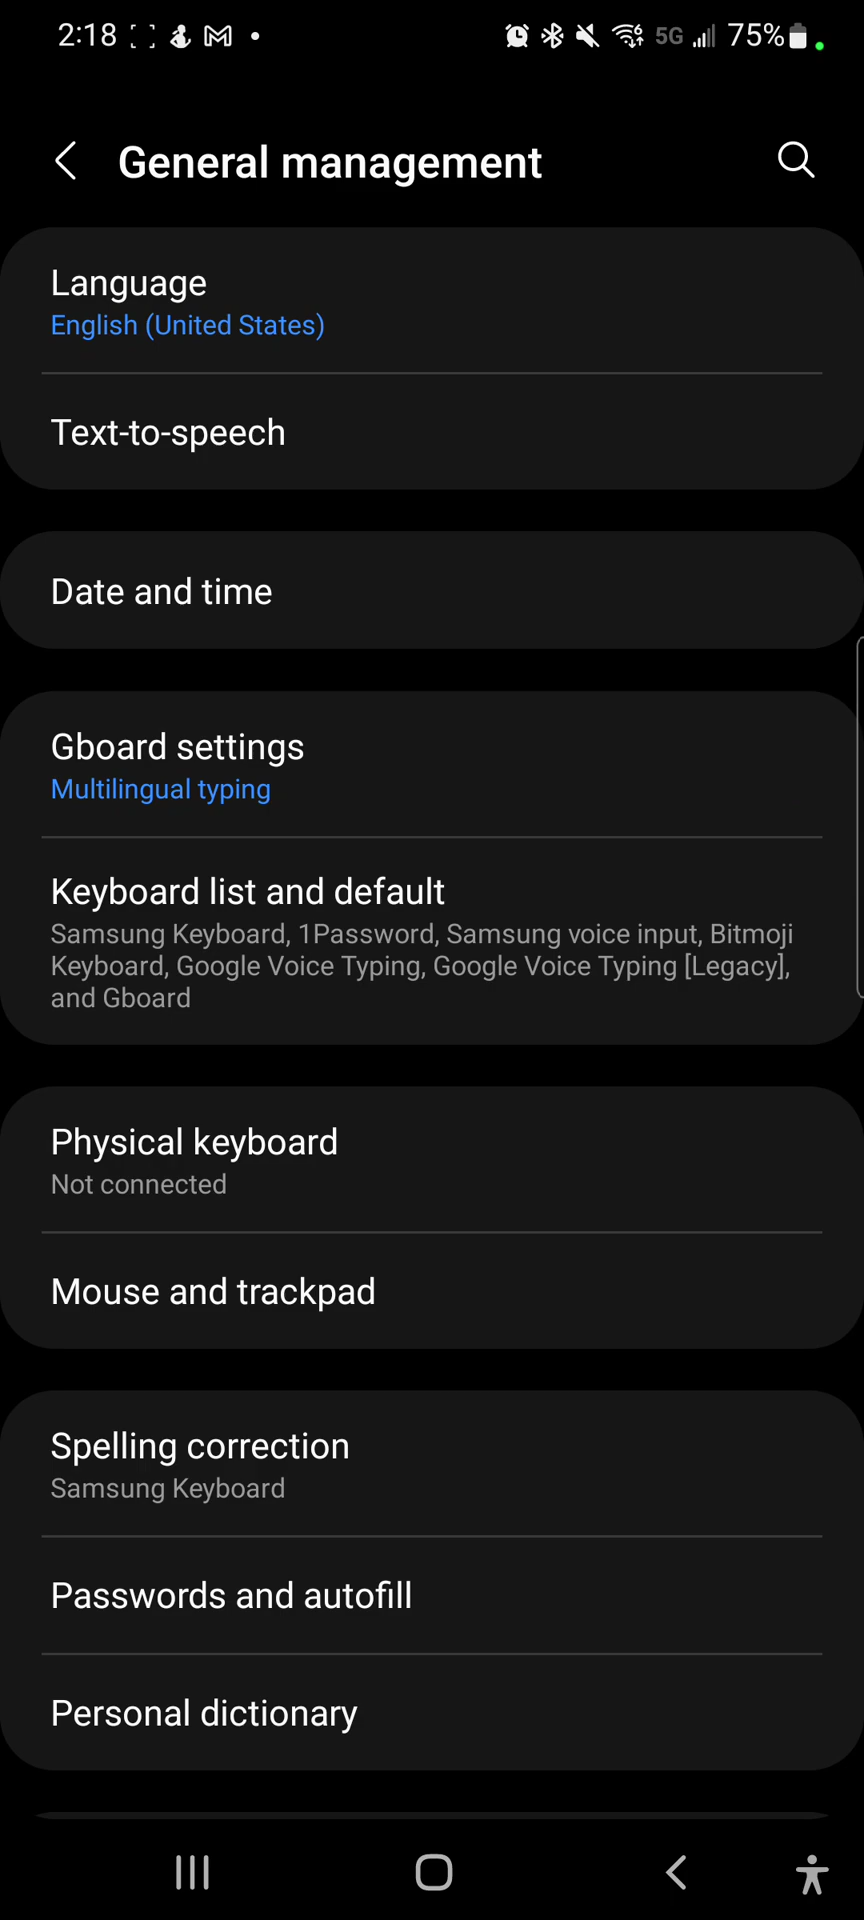 2:18 5G 75%
General management
Language
English (United States)
Text-to-speech
Date and time
Gboard settings
Multilingual typing
Keyboard list and default
Samsung Keyboard, 1Password, Samsung voice input, Bitmoji
Keyboard, Google Voice Typing, Google Voice Typing [Legacy],
and Gboard
Physical keyboard
Not connected
Mouse and trackpad
Spelling correction
Samsung Keyboard
Passwords and autofill
Personal dictionary